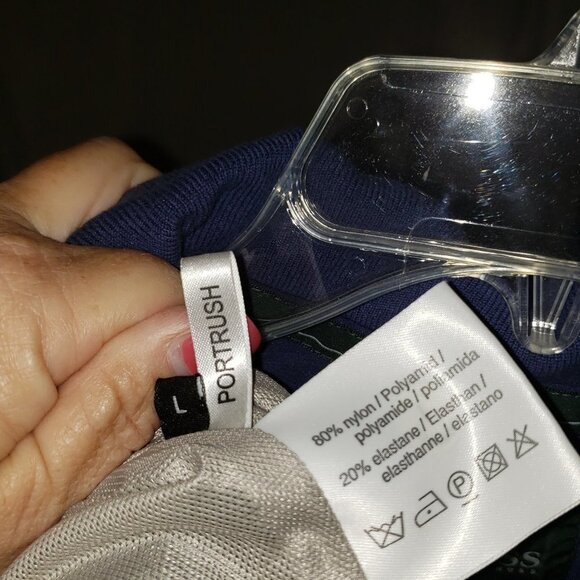 PORTRUSH
L
80% nylon / Polyamid /
polyamide / poliamida
20% elastane / Elasthan /
elasthanne / elastano
P